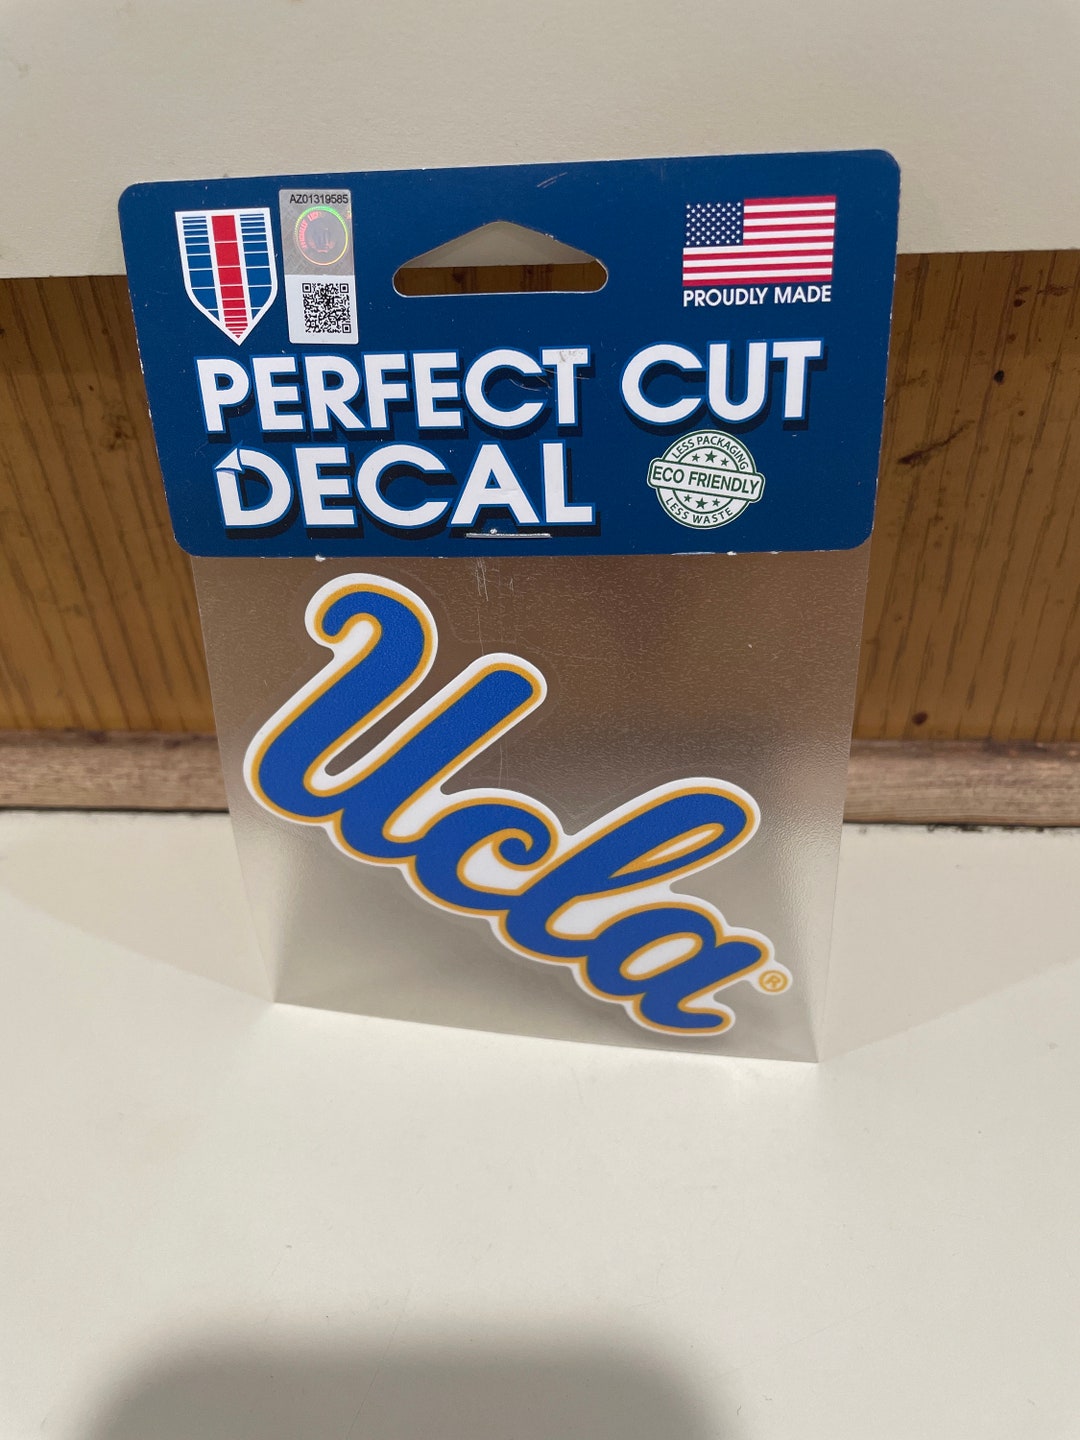 AZ01319585
PROUDLY MADE
PERFECT CUT
DECAL
LESS PACKAGING
ECO FRIENDLY
LESS WASTE
Ucla®